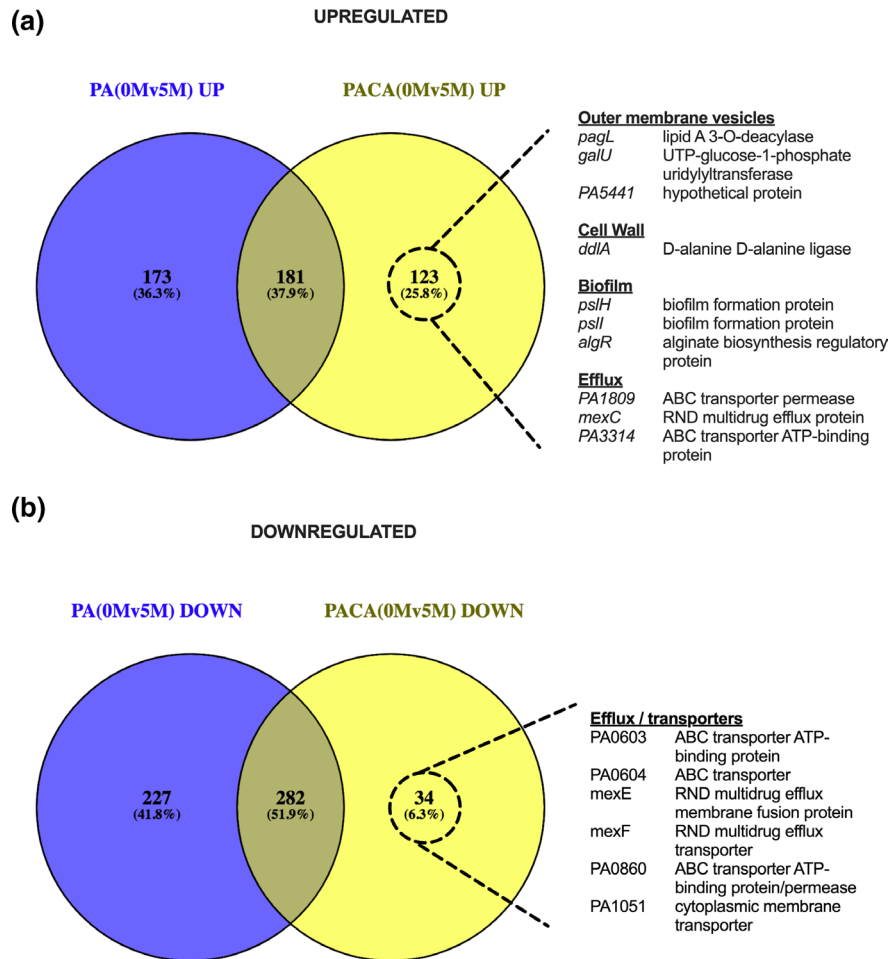 (a)
UPREGULATED
PA(0Mv5M) UP
PACA(0Mv5M) UP
173
(36.3%)
181
(37.9%)
123
(25.8%)
Outer membrane vesicles
pagL lipid A 3-O-deacylase
galU UTP-glucose-1-phosphate
uridylyltransferase
PA5441 hypothetical protein
Cell Wall
ddlA D-alanine D-alanine ligase
Biofilm
pslH biofilm formation protein
pslI biofilm formation protein
algR alginate biosynthesis regulatory
protein
Efflux
PA1809 ABC transporter permease
mexC RND multidrug efflux protein
PA3314 ABC transporter ATP-binding
protein
(b)
DOWNREGULATED
PA(0Mv5M) DOWN
PACA(0Mv5M) DOWN
227
(41.8%)
282
(51.9%)
34
(6.3%)
Efflux / transporters
PA0603 ABC transporter ATP-
binding protein
PA0604 ABC transporter
mexE RND multidrug efflux
membrane fusion protein
mexF RND multidrug efflux
transporter
PA0860 ABC transporter ATP-
binding protein/permease
PA1051 cytoplasmic membrane
transporter